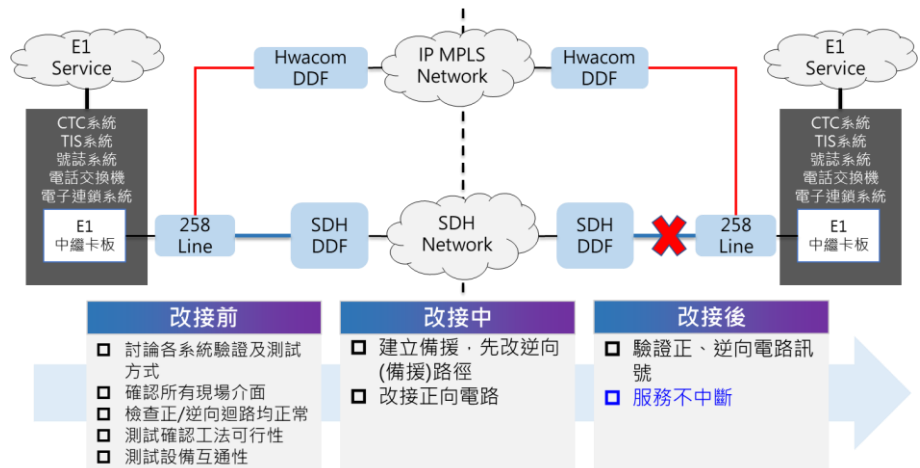 E1
Service
Hwacom
DDF
IP MPLS
Network
Hwacom
DDF
E1
Service
CTC系統
TIS系統
號誌系統
電話交換機
電子連鎖系統
E1
中繼卡板
258
Line
SDH
DDF
SDH
Network
SDH
DDF
258
Line
CTC系統
TIS系統
號誌系統
電話交換機
電子連鎖系統
E1
中繼卡板
改接前
討論各系統驗證及測試
方式
確認所有現場介面
檢查正/逆向迴路均正常
測試確認工法可行性
測試設備互通性
改接中
建立備援，先改逆向
(備援)路徑
改接正向電路
改接後
驗證正、逆向電路訊
號
服務不中斷